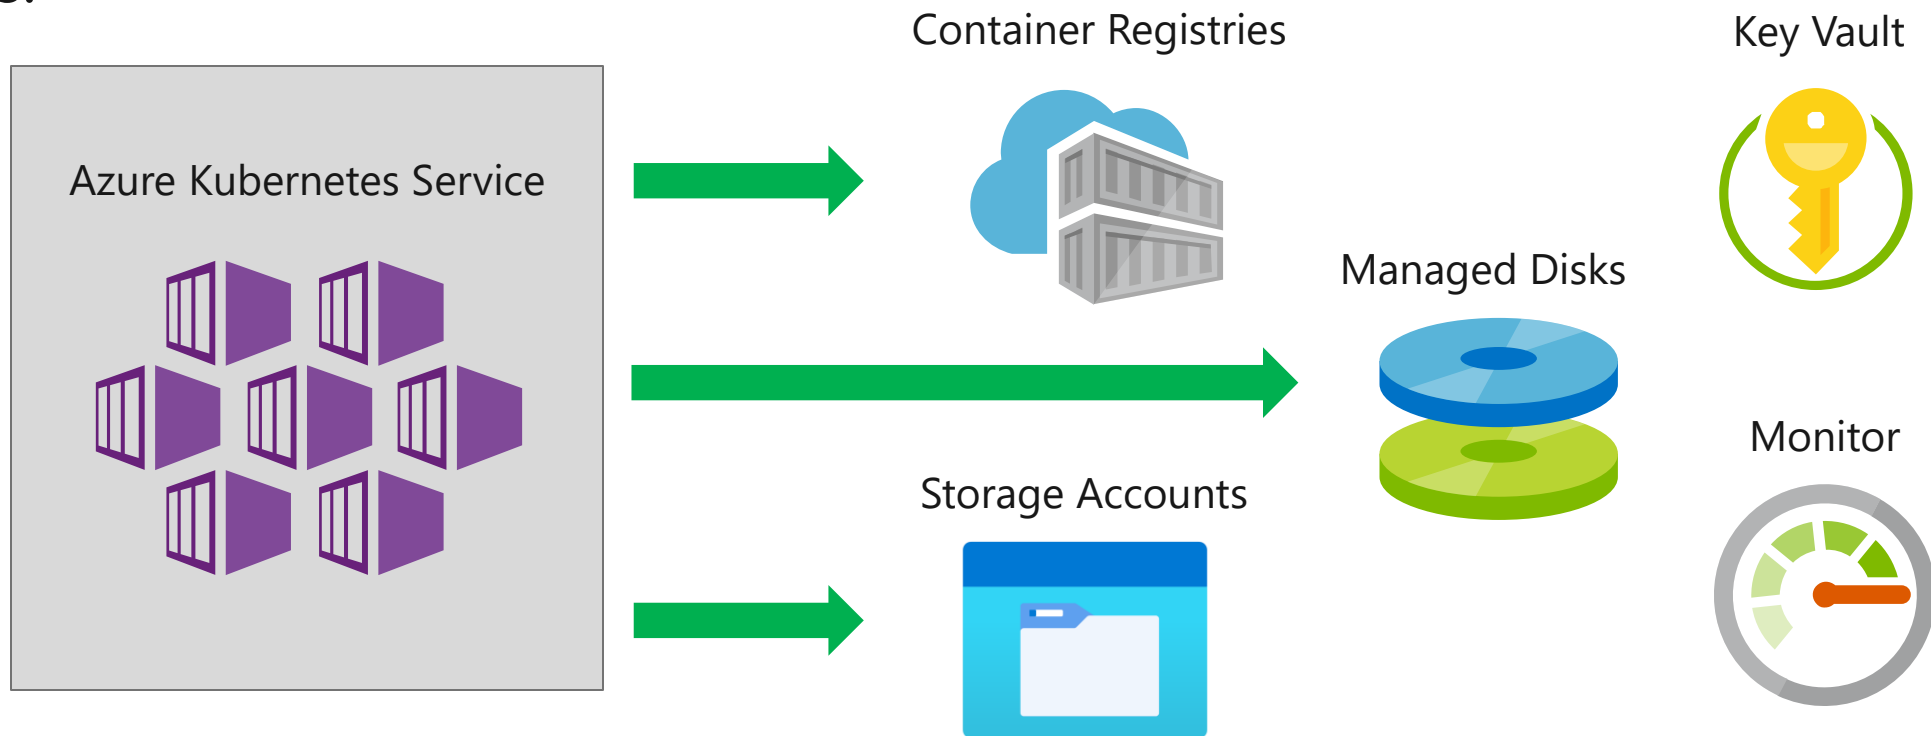 Container Registries
Key Vault
Azure Kubernetes Service
Managed Disks
Monitor
Storage Accounts